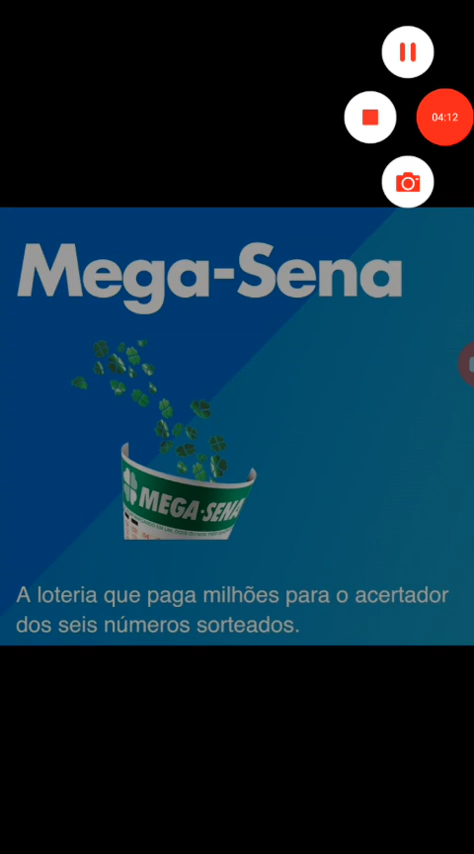 04:12
Mega-Sena
MEGA-SENA
A loteria que paga milhões para o acertador
dos seis números sorteados.